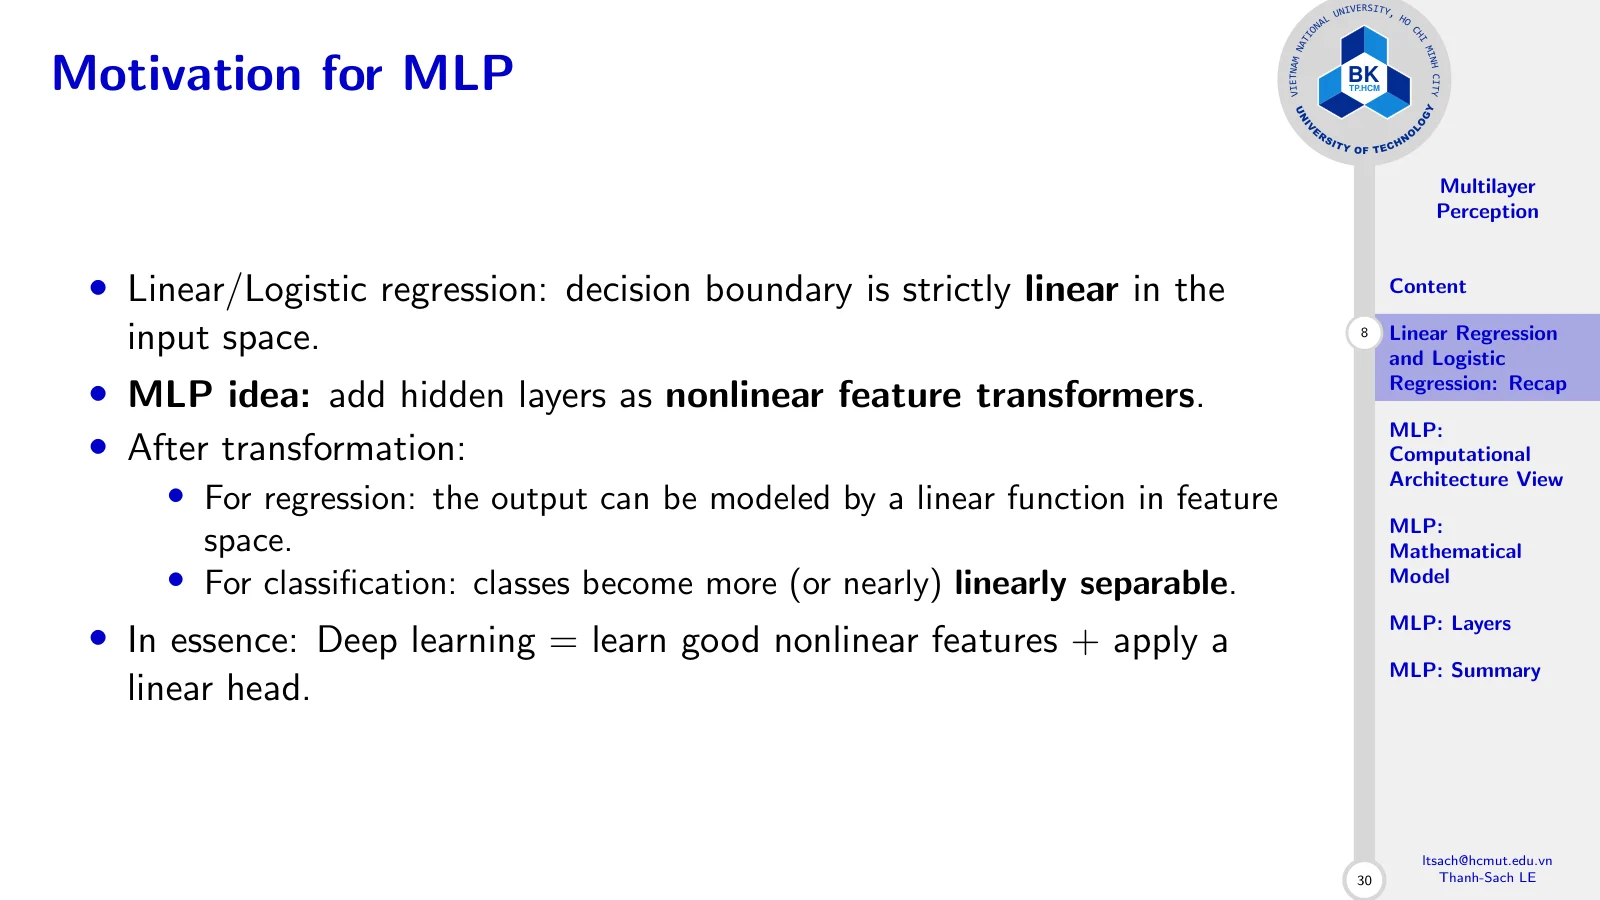 Motivation for MLP
• Linear/Logistic regression: decision boundary is strictly linear in the
input space.
• MLP idea: add hidden layers as nonlinear feature transformers.
• After transformation:
• For regression: the output can be modeled by a linear function in feature
space.
• For classification: classes become more (or nearly) linearly separable.
• In essence: Deep learning = learn good nonlinear features + apply a
linear head.
VIETNAM NATIONAL UNIVERSITY, HO CHI MINH CITY
BK
TP.HCM
UNIVERSITY OF TECHNOLOGY
Multilayer
Perception
Content
8
Linear Regression
and Logistic
Regression: Recap
MLP:
Computational
Architecture View
MLP:
Mathematical
Model
MLP: Layers
MLP: Summary
ltsach@hcmut.edu.vn
Thanh-Sach LE
30